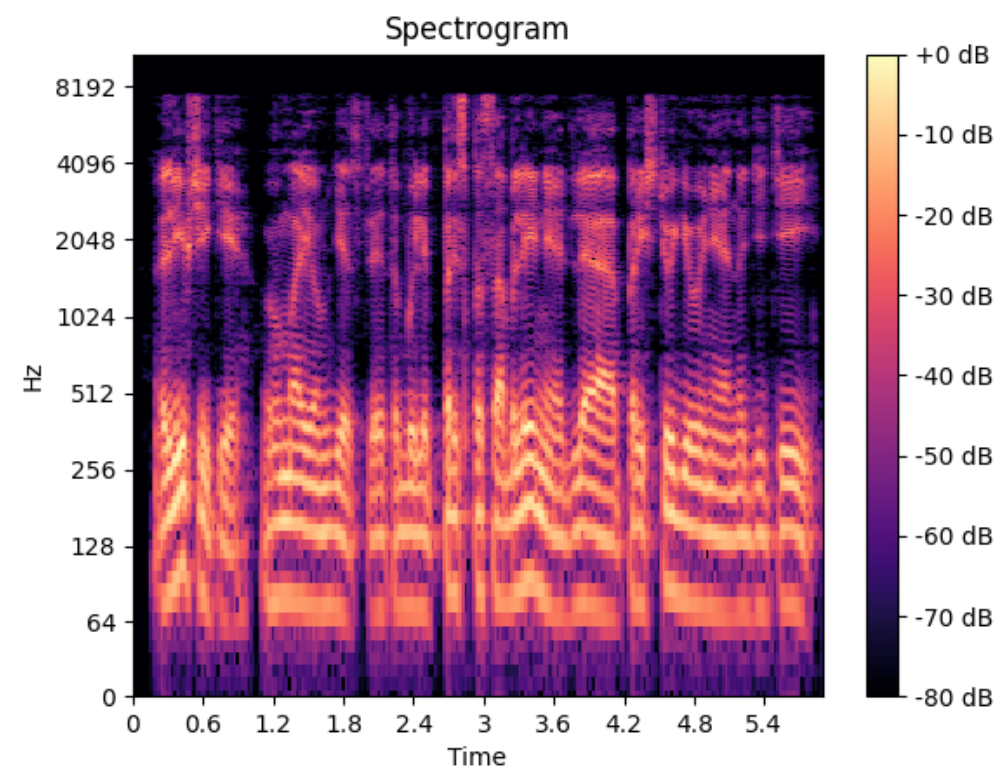 Spectrogram
8192
4096
2048
1024
512
256
128
64
0
Hz
0 0.6 1.2 1.8 2.4 3 3.6 4.2 4.8 5.4
Time
+0 dB
-10 dB
-20 dB
-30 dB
-40 dB
-50 dB
-60 dB
-70 dB
-80 dB